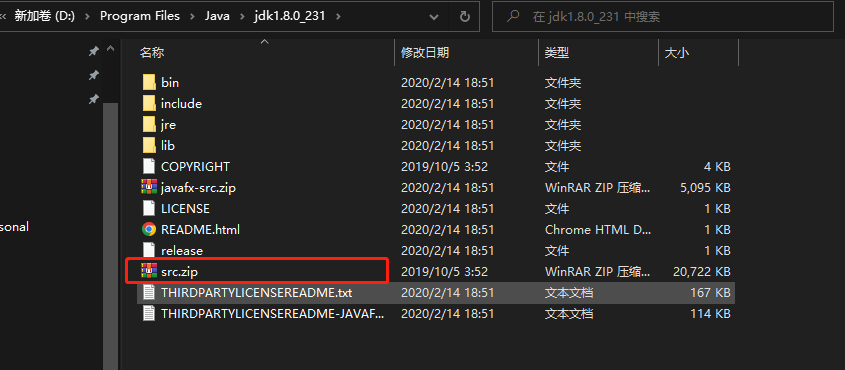 « 新加卷 (D:) › Program Files › Java › jdk1.8.0_231 ›
在 jdk1.8.0_231 中搜索
名称 修改日期 类型 大小
bin 2020/2/14 18:51 文件夹
include 2020/2/14 18:51 文件夹
jre 2020/2/14 18:51 文件夹
lib 2020/2/14 18:51 文件夹
COPYRIGHT 2019/10/5 3:52 文件 4 KB
javafx-src.zip 2020/2/14 18:51 WinRAR ZIP 压缩... 5,095 KB
LICENSE 2020/2/14 18:51 文件 1 KB
sonal
README.html 2020/2/14 18:51 Chrome HTML D... 1 KB
release 2020/2/14 18:51 文件 1 KB
src.zip 2019/10/5 3:52 WinRAR ZIP 压缩... 20,722 KB
THIRDPARTYLICENSEREADME.txt 2020/2/14 18:51 文本文档 167 KB
THIRDPARTYLICENSEREADME-JAVAF... 2020/2/14 18:51 文本文档 114 KB